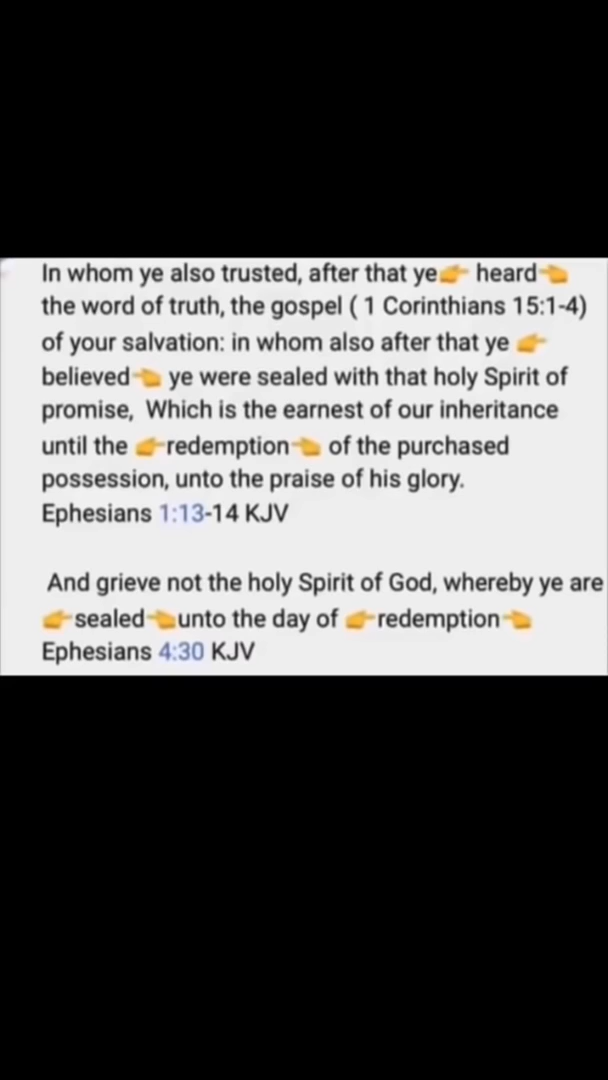 In whom ye also trusted, after that ye👉 heard👈
the word of truth, the gospel ( 1 Corinthians 15:1-4)
of your salvation: in whom also after that ye 👉
believed👈 ye were sealed with that holy Spirit of
promise, Which is the earnest of our inheritance
until the 👉redemption👈 of the purchased
possession, unto the praise of his glory.
Ephesians 1:13-14 KJV
And grieve not the holy Spirit of God, whereby ye are
👉sealed👈unto the day of 👉redemption👈
Ephesians 4:30 KJV